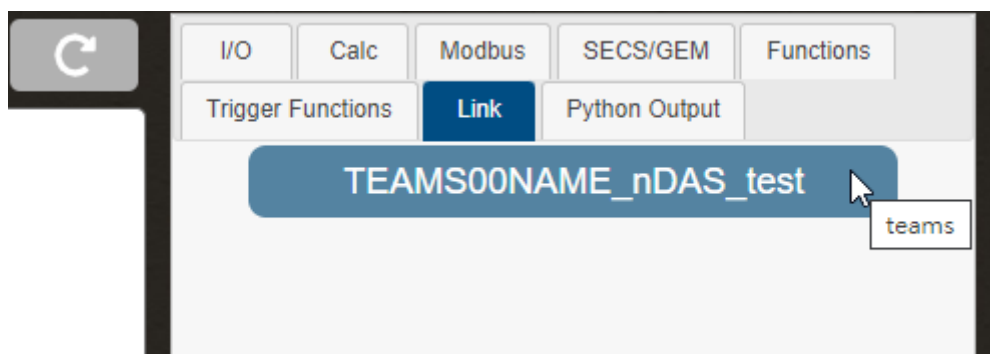 I/O Calc Modbus SECS/GEM Functions
Trigger Functions Link Python Output
TEAMS00NAME_nDAS_test
teams